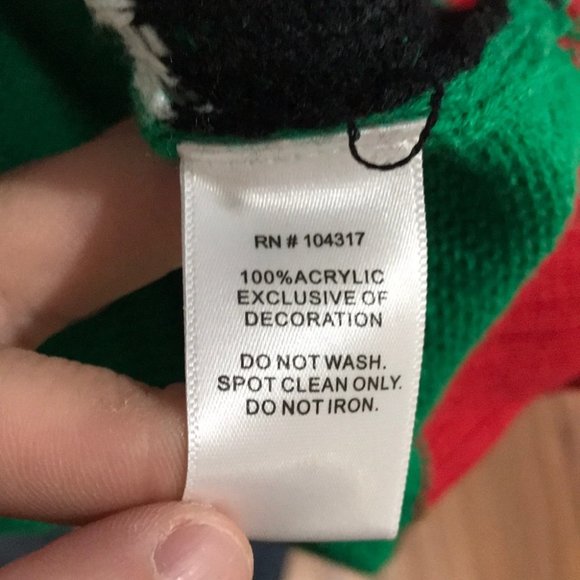 RN # 104317
100%ACRYLIC
EXCLUSIVE OF
DECORATION
DO NOT WASH.
SPOT CLEAN ONLY.
DO NOT IRON.